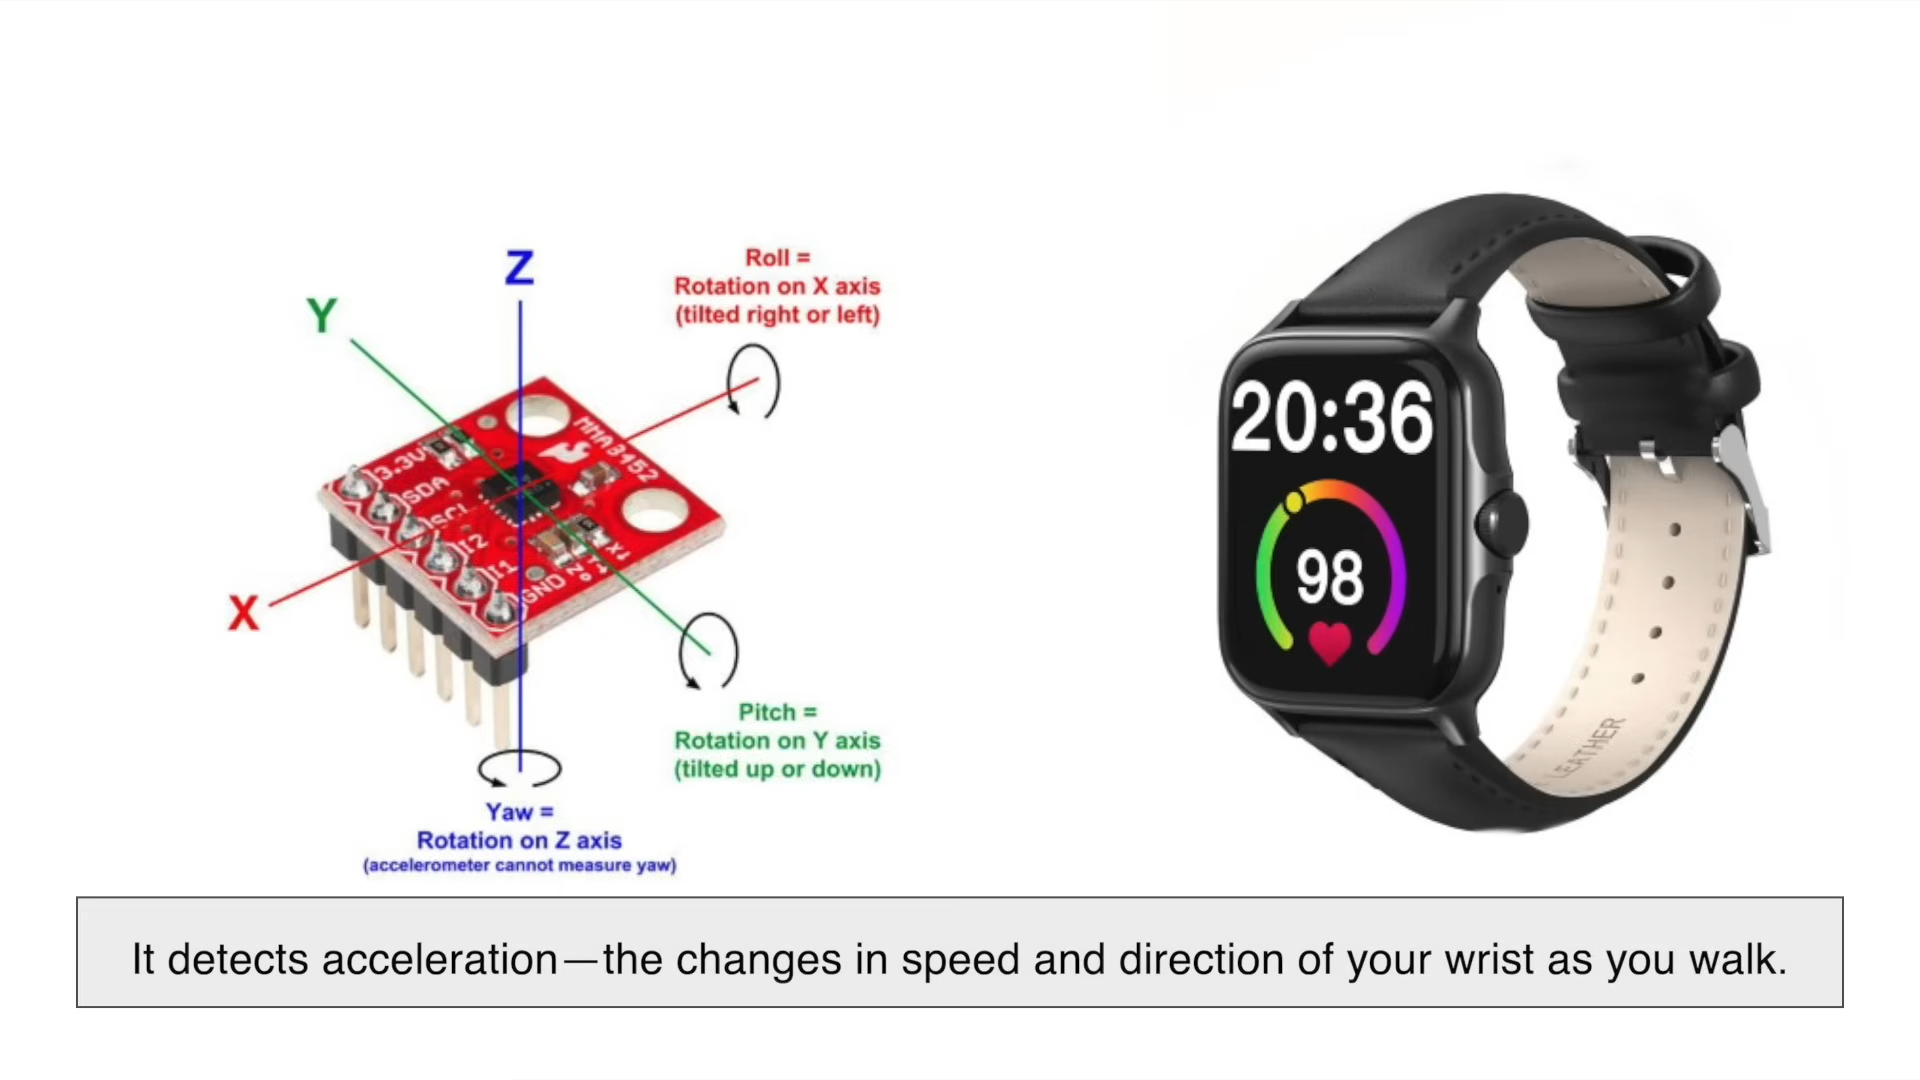 Z
Y
X
Roll =
Rotation on X axis
(tilted right or left)
MMA8452
3.3V
SDA
SCL
I2
I1
GND
Pitch =
Rotation on Y axis
(tilted up or down)
Yaw =
Rotation on Z axis
(accelerometer cannot measure yaw)
20:36
98
LEATHER
It detects acceleration—the changes in speed and direction of your wrist as you walk.